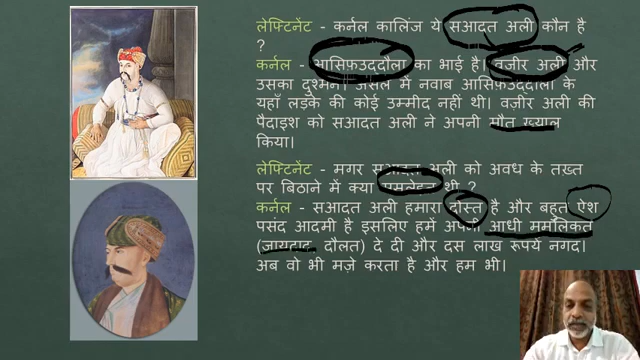 लेफ्टिनेंट - कर्नल कालिंज ये सआदत अली कौन है
?
कर्नल - आसिफ़उद्दौला का भाई है। वज़ीर अली और
उसका दुश्मन। असल में नवाब आसिफ़उद्दौला के
यहाँ लड़के की कोई उम्मीद नहीं थी। वज़ीर अली की
पैदाइश को सआदत अली ने अपनी मौत ख्याल
किया।
लेफ्टिनेंट - मगर सआदत अली को अवध के तख्त
पर बिठाने में क्या थी ?
कर्नल - सआदत अली हमारा दोस्त है और बहुत ऐश
पसंद आदमी है इसलिए हमें अपनी आधी ममलिकत
(जायदाद, दौलत) दे दी और दस लाख रुपये नगद।
अब वो भी मज़े करता है और हम भी।